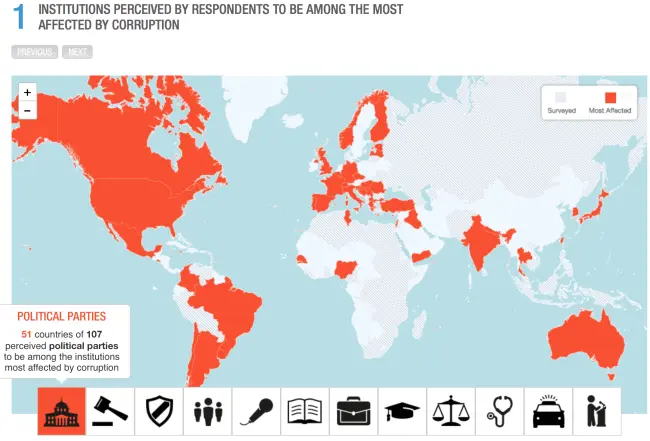 1 INSTITUTIONS PERCEIVED BY RESPONDENTS TO BE AMONG THE MOST
AFFECTED BY CORRUPTION
PREVIOUS NEXT
+
−
Surveyed Most Affected
POLITICAL PARTIES
51 countries of 107
perceived political parties
to be among the institutions
most affected by corruption